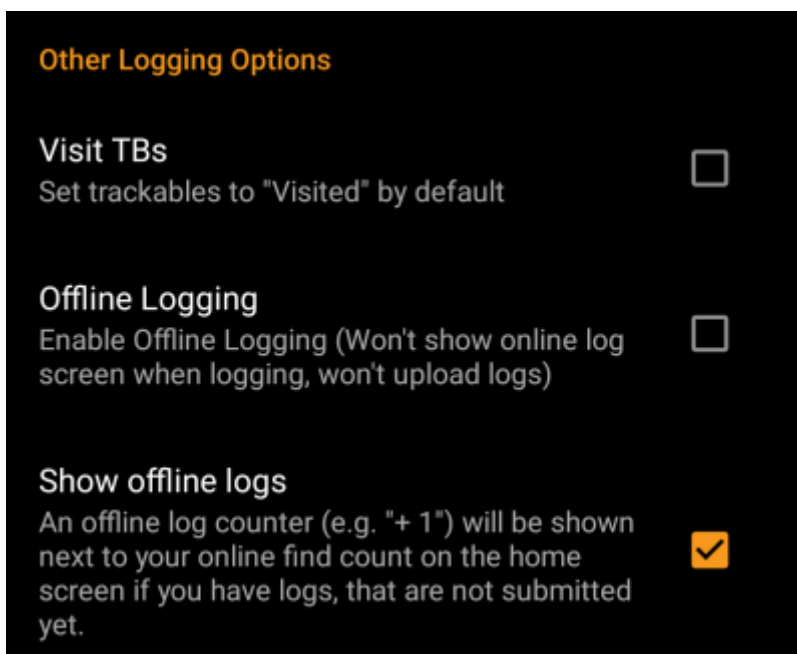 Other Logging Options
Visit TBs
Set trackables to "Visited" by default
Offline Logging
Enable Offline Logging (Won't show online log
screen when logging, won't upload logs)
Show offline logs
An offline log counter (e.g. "+ 1") will be shown
next to your online find count on the home
screen if you have logs, that are not submitted
yet.